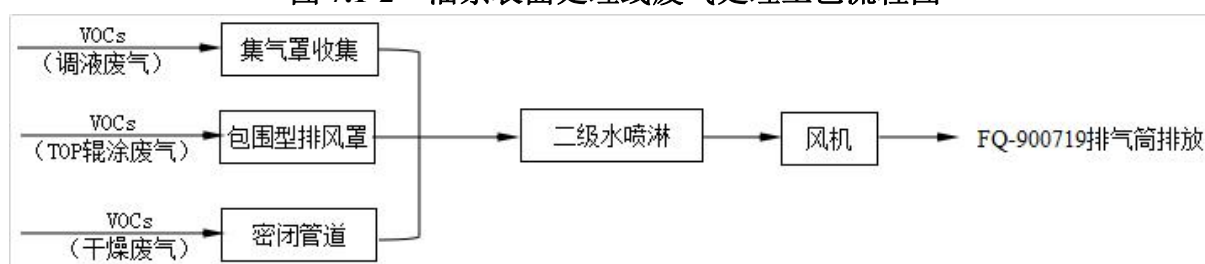 VOCs
（调液废气）
集气罩收集
VOCs
（TOP辊涂废气）
包围型排风罩
二级水喷淋
风机
FQ-900719排气筒排放
VOCs
（干燥废气）
密闭管道